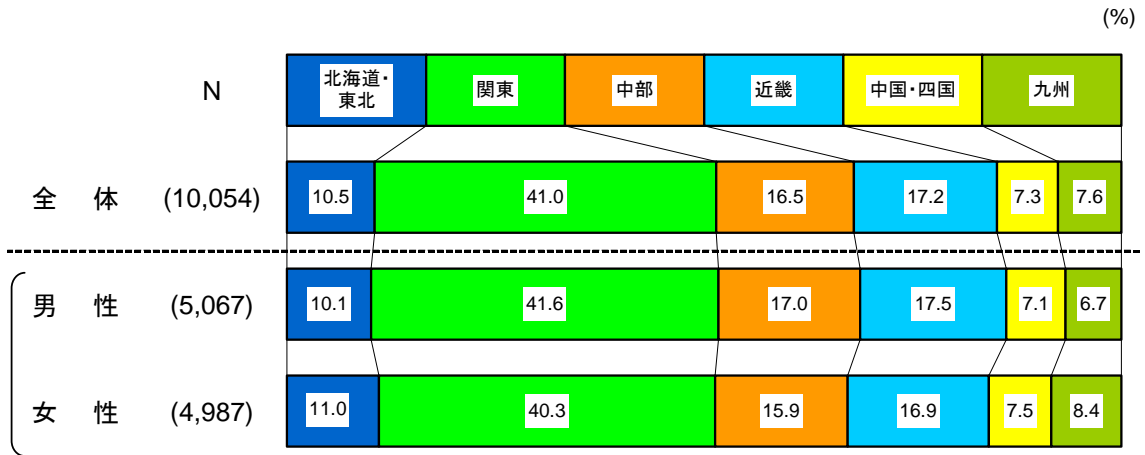 (%)
N
北海道・
東北
関東
中部
近畿
中国・四国
九州
全 体 (10,054) 10.5 41.0 16.5 17.2 7.3 7.6
男 性 (5,067) 10.1 41.6 17.0 17.5 7.1 6.7
女 性 (4,987) 11.0 40.3 15.9 16.9 7.5 8.4